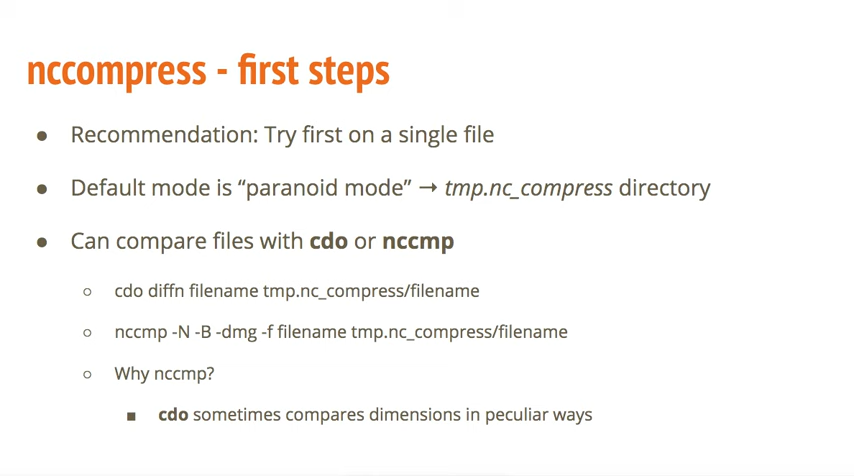 nccompress - first steps
● Recommendation: Try first on a single file
● Default mode is “paranoid mode” → tmp.nc_compress directory
● Can compare files with cdo or nccmp
○ cdo diffn filename tmp.nc_compress/filename
○ nccmp -N -B -dmg -f filename tmp.nc_compress/filename
○ Why nccmp?
■ cdo sometimes compares dimensions in peculiar ways